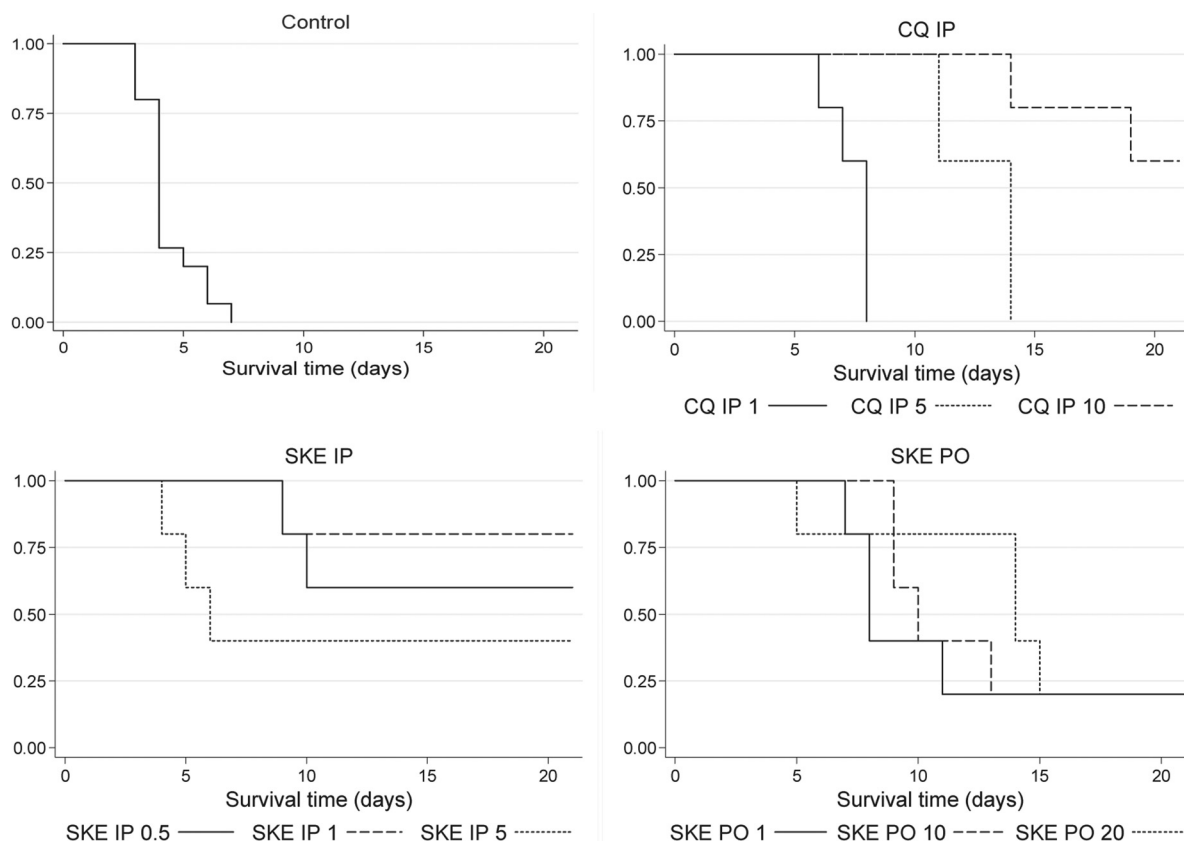 Control
1.00
0.75
0.50
0.25
0.00
0 5 10 15 20
Survival time (days)
CQ IP
1.00
0.75
0.50
0.25
0.00
0 5 10 15 20
Survival time (days)
CQ IP 1 CQ IP 5 CQ IP 10
SKE IP
1.00
0.75
0.50
0.25
0.00
0 5 10 15 20
Survival time (days)
SKE IP 0.5 SKE IP 1 SKE IP 5
SKE PO
1.00
0.75
0.50
0.25
0.00
0 5 10 15 20
Survival time (days)
SKE PO 1 SKE PO 10 SKE PO 20